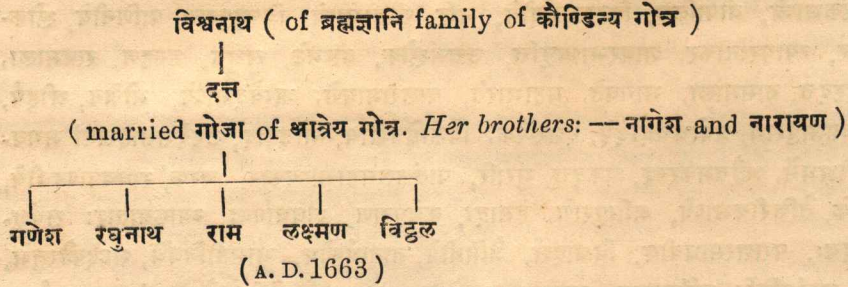 विश्वनाथ ( of ब्रह्मज्ञानि family of कौण्डिन्य गोत्र )
दत्त
( married गोजा of आत्रेय गोत्र. Her brothers: — नागेश and नारायण )
गणेश रघुनाथ राम लक्ष्मण विठ्ठल
( A. D. 1663 )